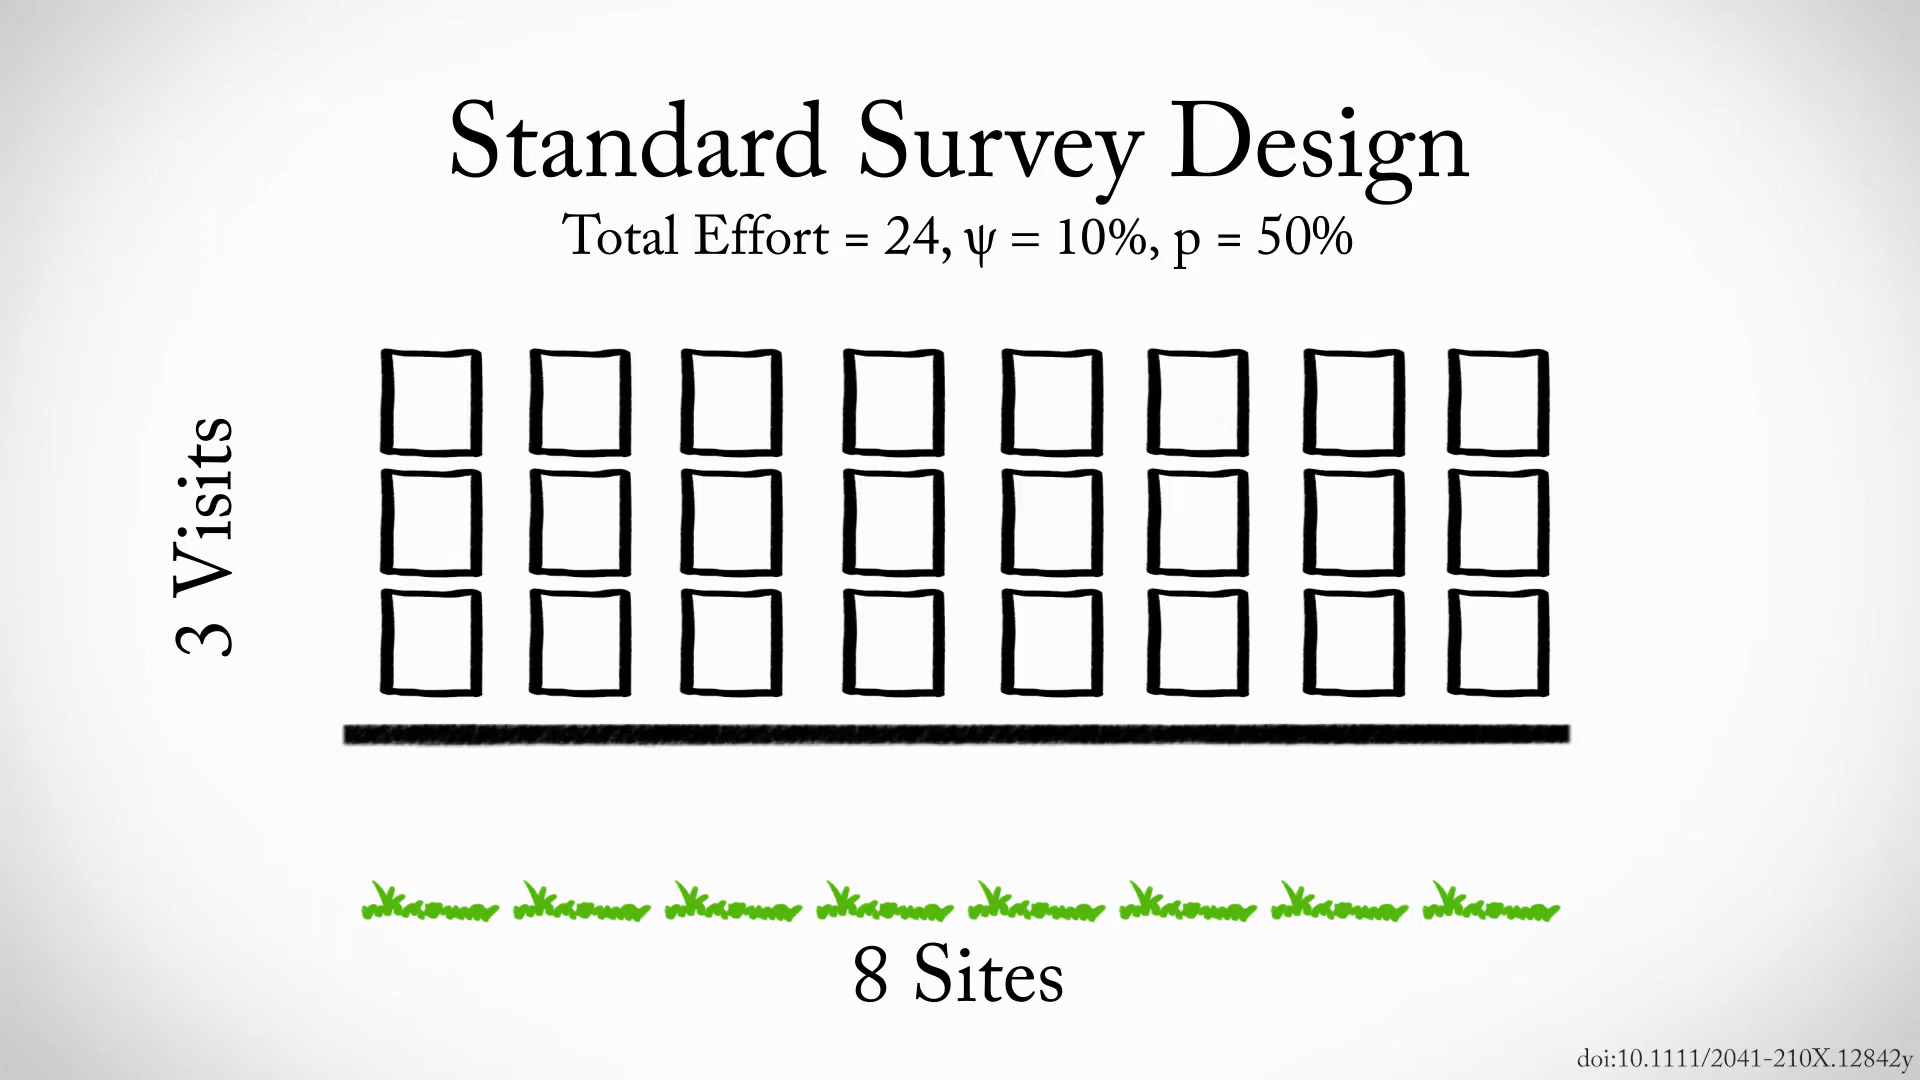 Standard Survey Design
Total Effort = 24, ψ = 10%, p = 50%
3 Visits
8 Sites
doi:10.1111/2041-210X.12842y